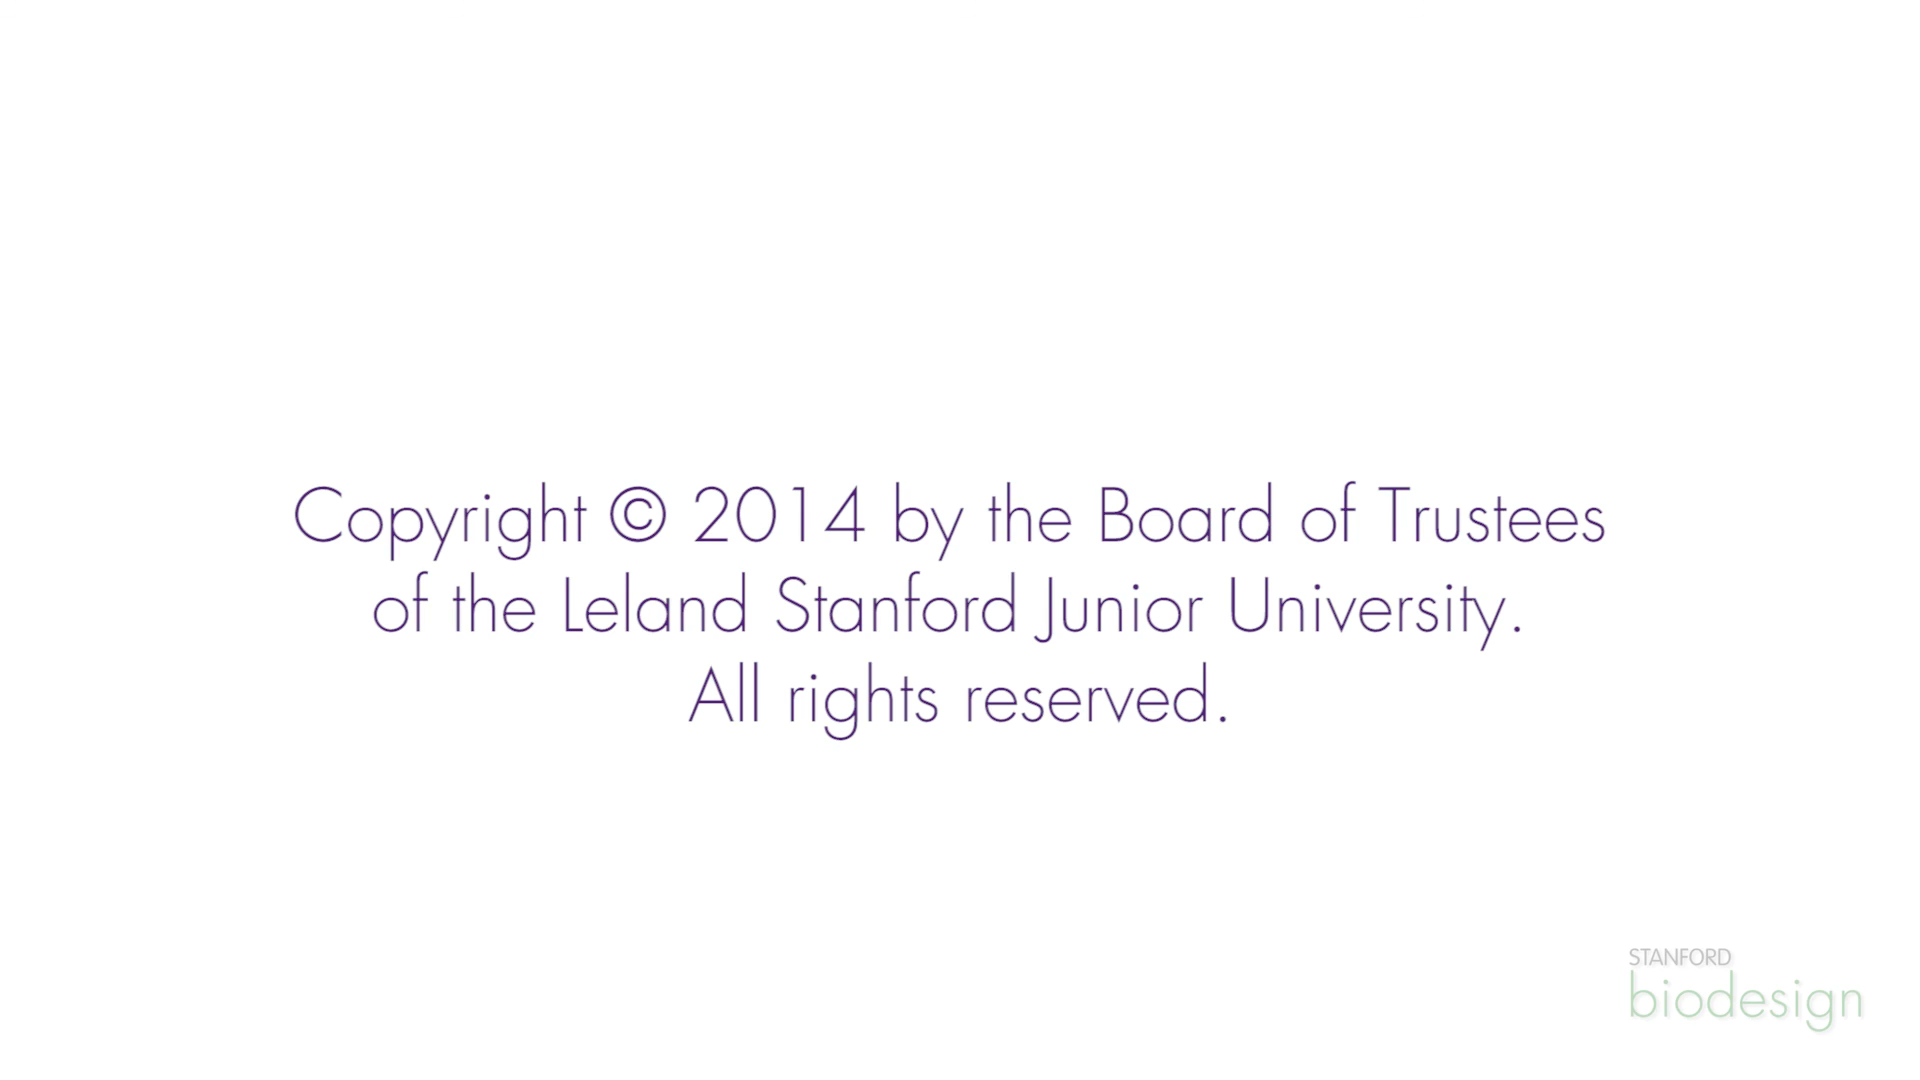 Copyright © 2014 by the Board of Trustees
of the Leland Stanford Junior University.
All rights reserved.
STANFORD
biodesign